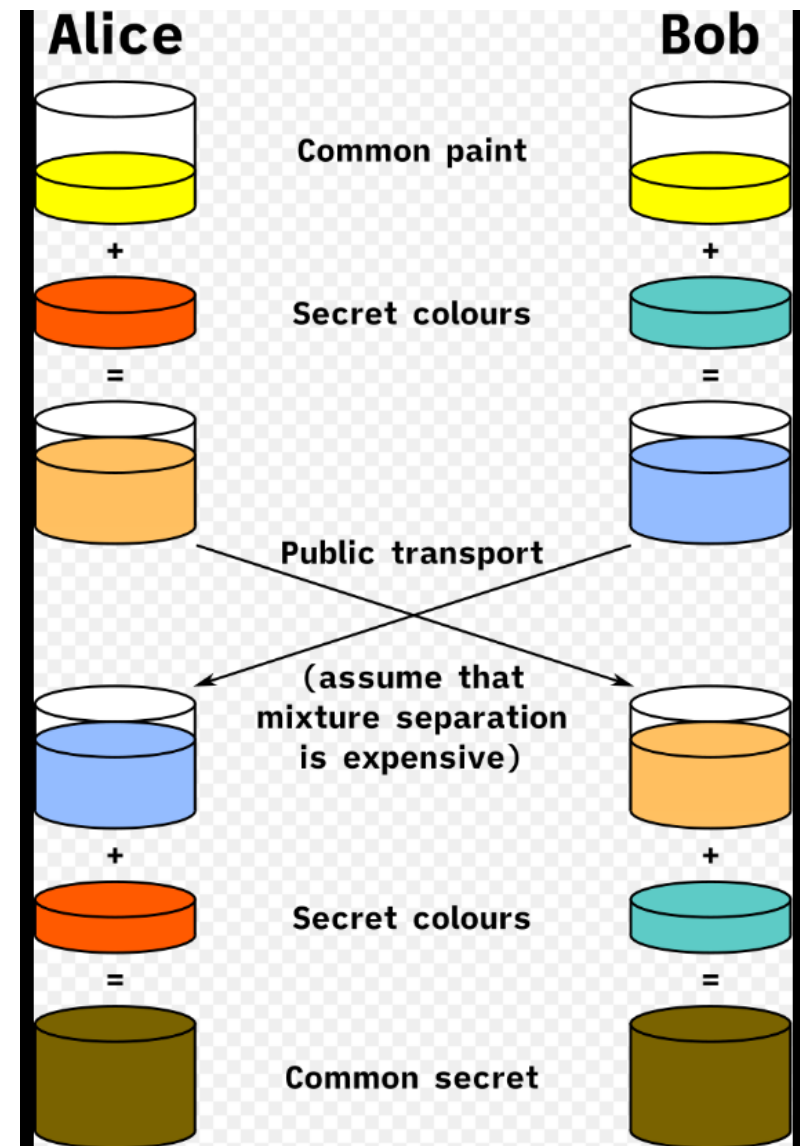 Alice
Bob
Common paint
+
+
Secret colours
=
=
Public transport
(assume that
mixture separation
is expensive)
+
+
Secret colours
=
=
Common secret